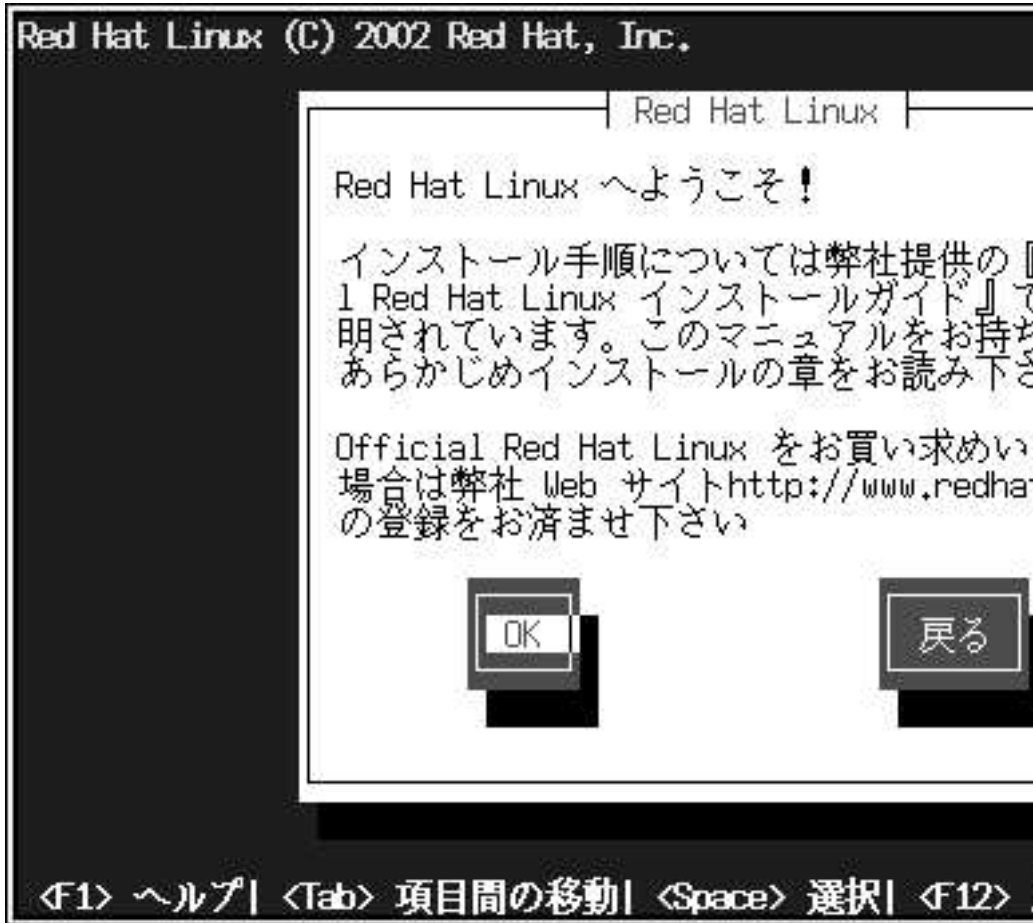 Red Hat Linux (C) 2002 Red Hat, Inc.
Red Hat Linux
Red Hat Linux へようこそ！
インストール手順については弊社提供の『
l Red Hat Linux インストールガイド』で
明されています。このマニュアルをお持ち
あらかじめインストールの章をお読み下さ
Official Red Hat Linux をお買い求めい
場合は弊社 Web サイトhttp://www.redhat
の登録をお済ませ下さい
OK
戻る
<F1> ヘルプ| <Tab> 項目間の移動| <Space> 選択| <F12>